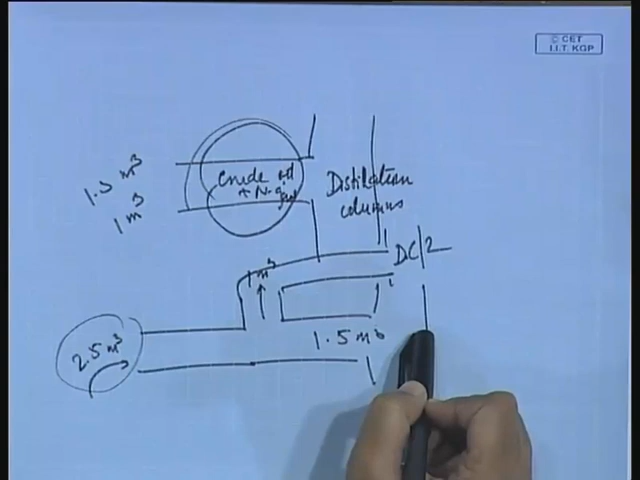 © CET
I.I.T. KGP
1.5 m³
1 m³
Crude oil
+ N.gas
Distillation
columns
1 m³
DC/2
2.5 m³
1.5 m³